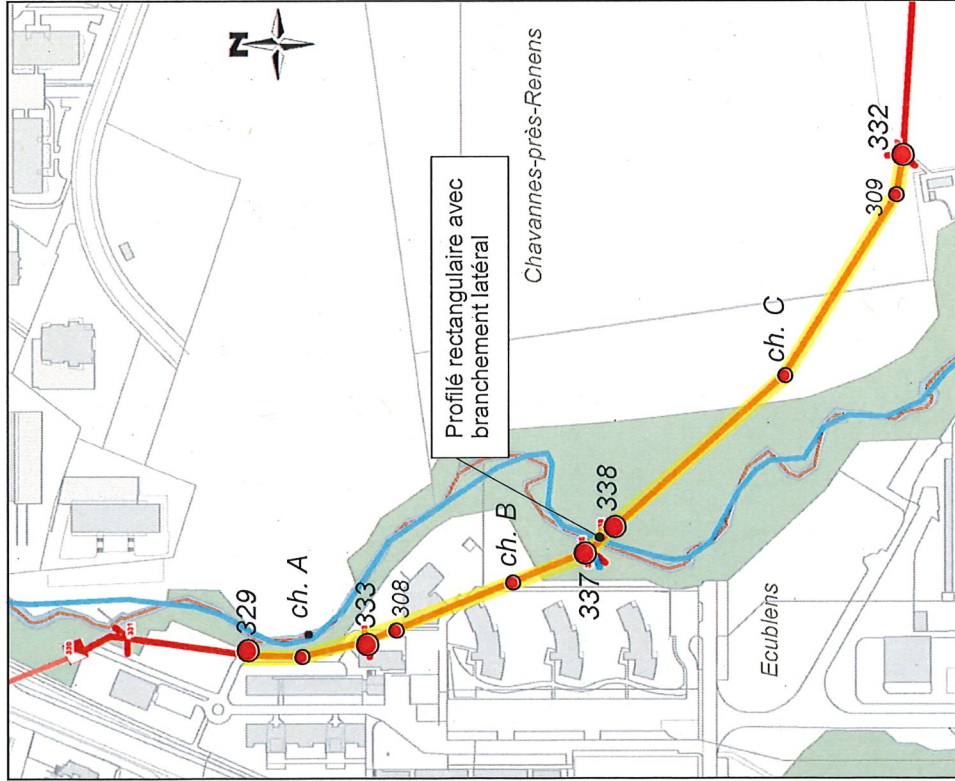 N
Chavannes-près-Renens
Profilé rectangulaire avec
branchement latéral
329
ch. A
333
308
ch. B
337
338
ch. C
309
332
Ecublens